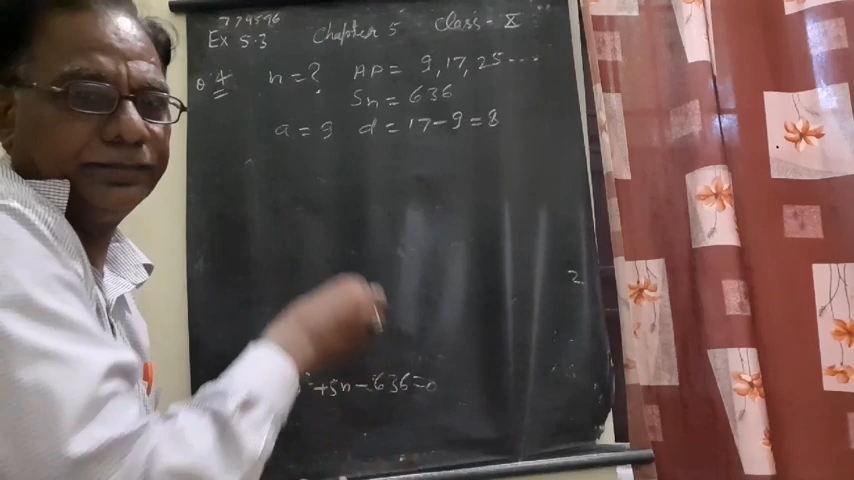 774596
Ex 5.3 Chapter 5 Class - X
Q.4 n = ? AP = 9, 17, 25 ...
Sn = 636
a = 9 d = 17 - 9 = 8
2
+5n - 636 = 0